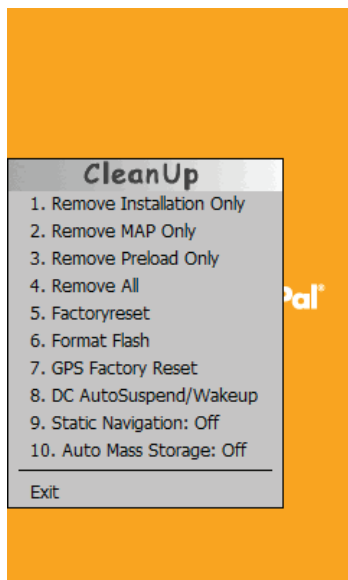 CleanUp
1. Remove Installation Only
2. Remove MAP Only
3. Remove Preload Only
4. Remove All
Pal®
5. Factoryreset
6. Format Flash
7. GPS Factory Reset
8. DC AutoSuspend/Wakeup
9. Static Navigation: Off
10. Auto Mass Storage: Off
Exit